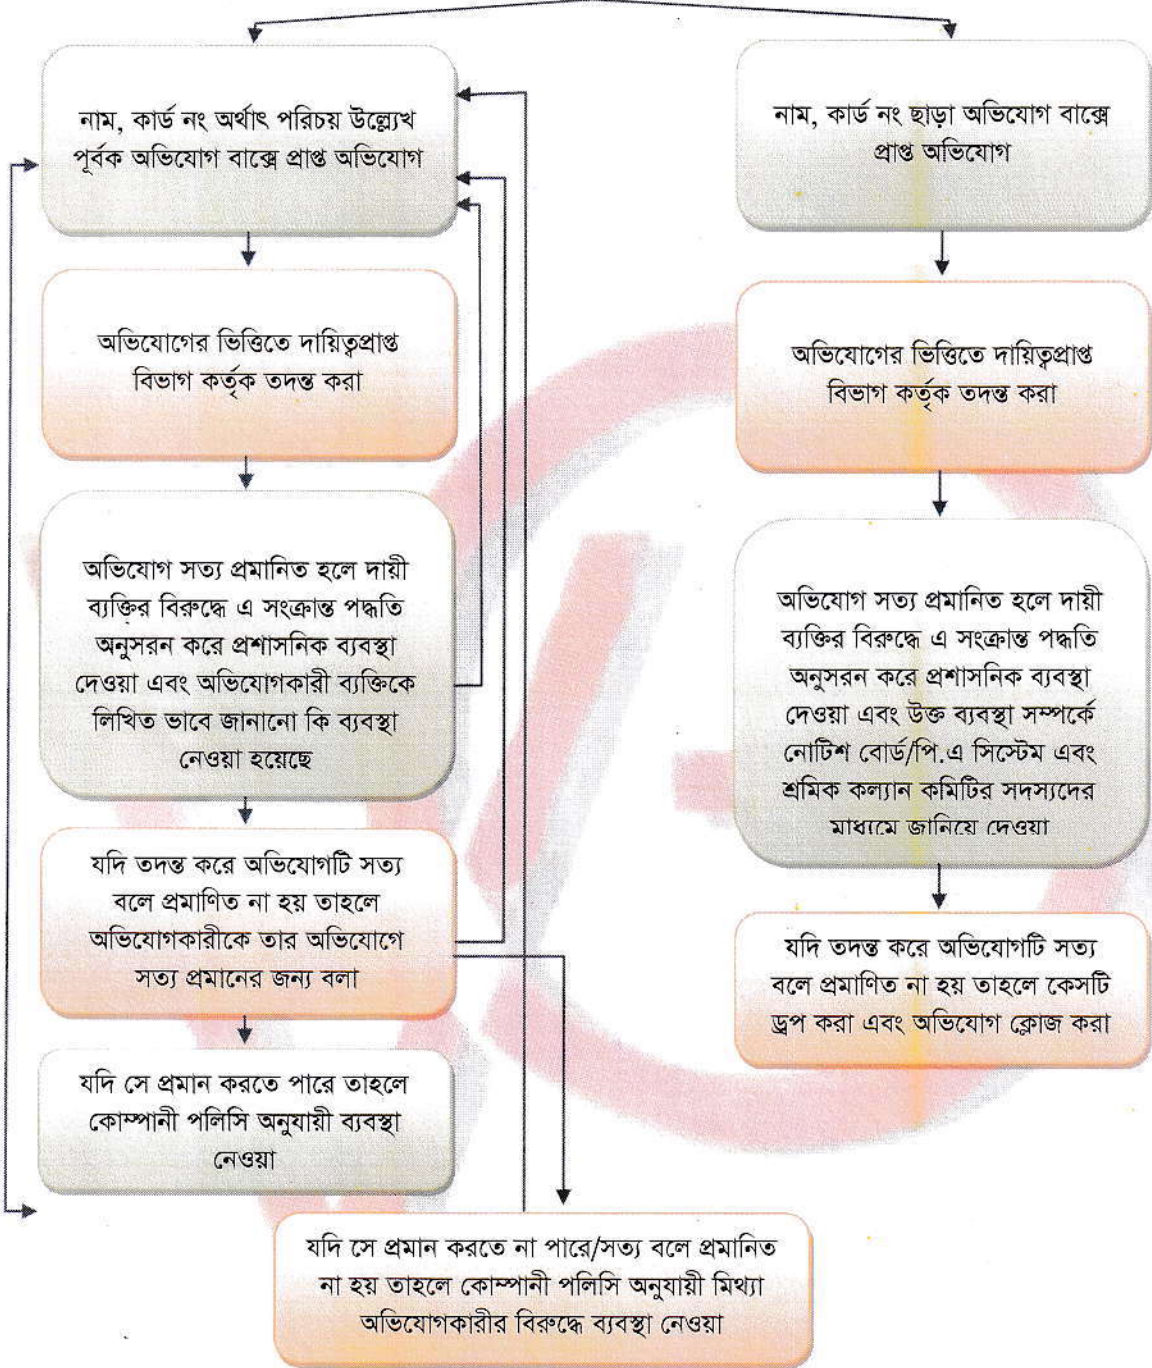 নাম, কার্ড নং অর্থাৎ পরিচয় উল্ল্যেখ
পূর্বক অভিযোগ বাক্সে প্রাপ্ত অভিযোগ
অভিযোগের ভিত্তিতে দায়িত্বপ্রাপ্ত
বিভাগ কর্তৃক তদন্ত করা
অভিযোগ সত্য প্রমানিত হলে দায়ী
ব্যক্তির বিরুদ্ধে এ সংক্রান্ত পদ্ধতি
অনুসরন করে প্রশাসনিক ব্যবস্থা
দেওয়া এবং অভিযোগকারী ব্যক্তিকে
লিখিত ভাবে জানানো কি ব্যবস্থা
নেওয়া হয়েছে
যদি তদন্ত করে অভিযোগটি সত্য
বলে প্রমাণিত না হয় তাহলে
অভিযোগকারীকে তার অভিযোগে
সত্য প্রমানের জন্য বলা
যদি সে প্রমান করতে পারে তাহলে
কোম্পানী পলিসি অনুযায়ী ব্যবস্থা
নেওয়া
যদি সে প্রমান করতে না পারে/সত্য বলে প্রমানিত
না হয় তাহলে কোম্পানী পলিসি অনুযায়ী মিথ্যা
অভিযোগকারীর বিরুদ্ধে ব্যবস্থা নেওয়া
নাম, কার্ড নং ছাড়া অভিযোগ বাক্সে
প্রাপ্ত অভিযোগ
অভিযোগের ভিত্তিতে দায়িত্বপ্রাপ্ত
বিভাগ কর্তৃক তদন্ত করা
অভিযোগ সত্য প্রমানিত হলে দায়ী
ব্যক্তির বিরুদ্ধে এ সংক্রান্ত পদ্ধতি
অনুসরন করে প্রশাসনিক ব্যবস্থা
দেওয়া এবং উক্ত ব্যবস্থা সম্পর্কে
নোটিশ বোর্ড/পি.এ সিস্টেম এবং
শ্রমিক কল্যান কমিটির সদস্যদের
মাধ্যমে জানিয়ে দেওয়া
যদি তদন্ত করে অভিযোগটি সত্য
বলে প্রমাণিত না হয় তাহলে কেসটি
ড্রপ করা এবং অভিযোগ ক্লোজ করা